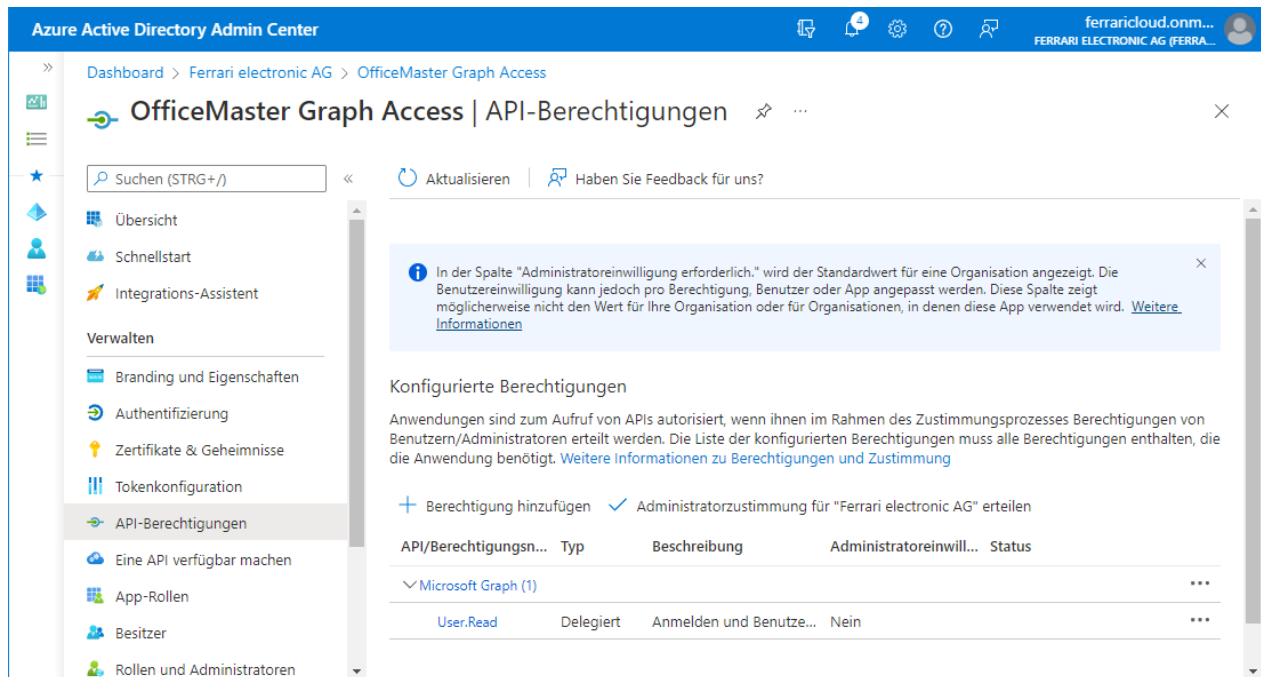 Azure Active Directory Admin Center
4
ferraricloud.onm...
FERRARI ELECTRONIC AG (FERRA...
Dashboard > Ferrari electronic AG > OfficeMaster Graph Access
OfficeMaster Graph Access | API-Berechtigungen
Suchen (STRG+/)
Aktualisieren
Haben Sie Feedback für uns?
Übersicht
Schnellstart
Integrations-Assistent
Verwalten
Branding und Eigenschaften
Authentifizierung
Zertifikate & Geheimnisse
Tokenkonfiguration
API-Berechtigungen
Eine API verfügbar machen
App-Rollen
Besitzer
Rollen und Administratoren
In der Spalte "Administratoreinwilligung erforderlich." wird der Standardwert für eine Organisation angezeigt. Die
Benutzereinwilligung kann jedoch pro Berechtigung, Benutzer oder App angepasst werden. Diese Spalte zeigt
möglicherweise nicht den Wert für Ihre Organisation oder für Organisationen, in denen diese App verwendet wird. Weitere
Informationen
Konfigurierte Berechtigungen
Anwendungen sind zum Aufruf von APIs autorisiert, wenn ihnen im Rahmen des Zustimmungsprozesses Berechtigungen von
Benutzern/Administratoren erteilt werden. Die Liste der konfigurierten Berechtigungen muss alle Berechtigungen enthalten, die
die Anwendung benötigt. Weitere Informationen zu Berechtigungen und Zustimmung
Berechtigung hinzufügen
Administratorzustimmung für "Ferrari electronic AG" erteilen
API/Berechtigungsn... Typ Beschreibung Administratoreinwill... Status
Microsoft Graph (1)
User.Read Delegiert Anmelden und Benutze... Nein